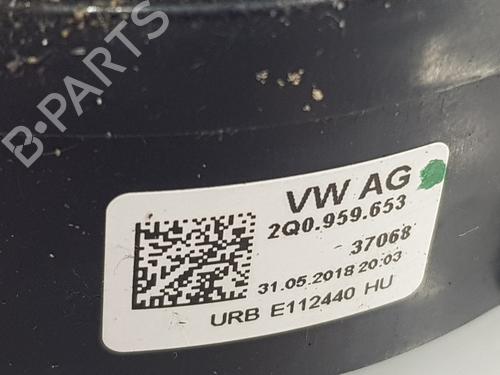 B-PARTS
VW AG
2Q0.959.653
37068
31.05.2018 20:03
URB E112440 HU